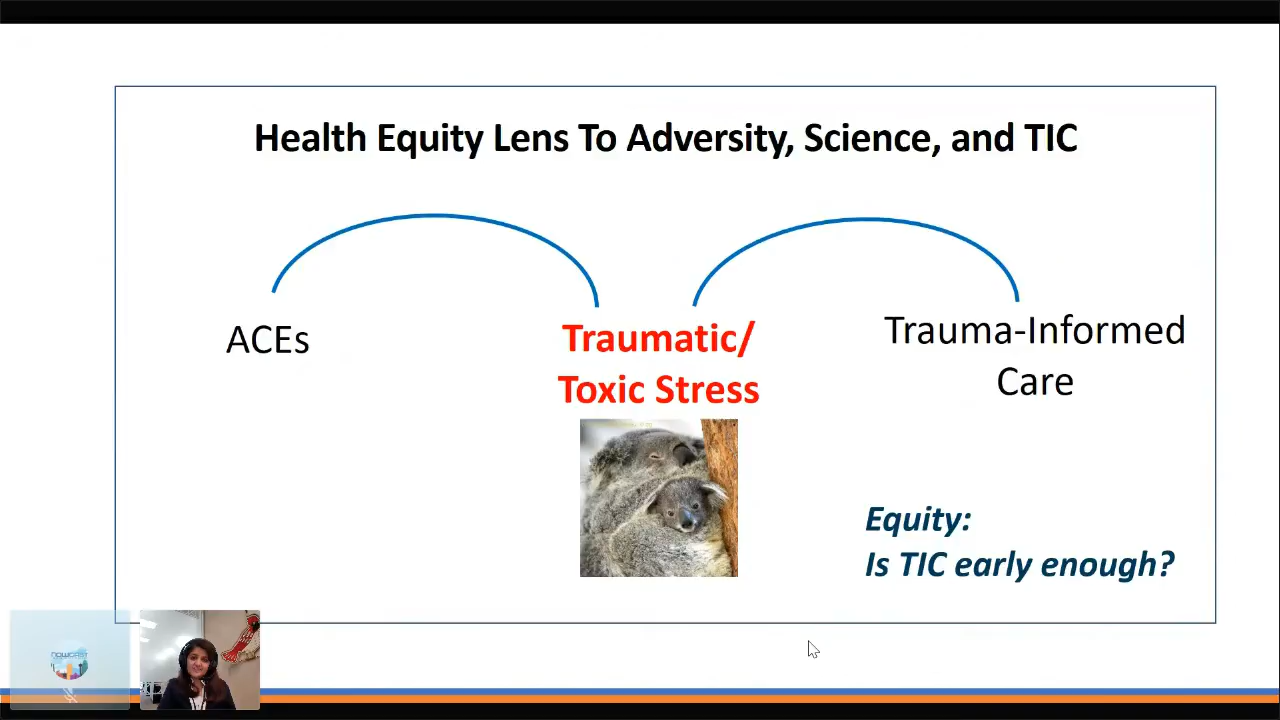 Health Equity Lens To Adversity, Science, and TIC
ACEs
Traumatic/
Toxic Stress
Trauma-Informed
Care
Equity:
Is TIC early enough?
NOWCAST